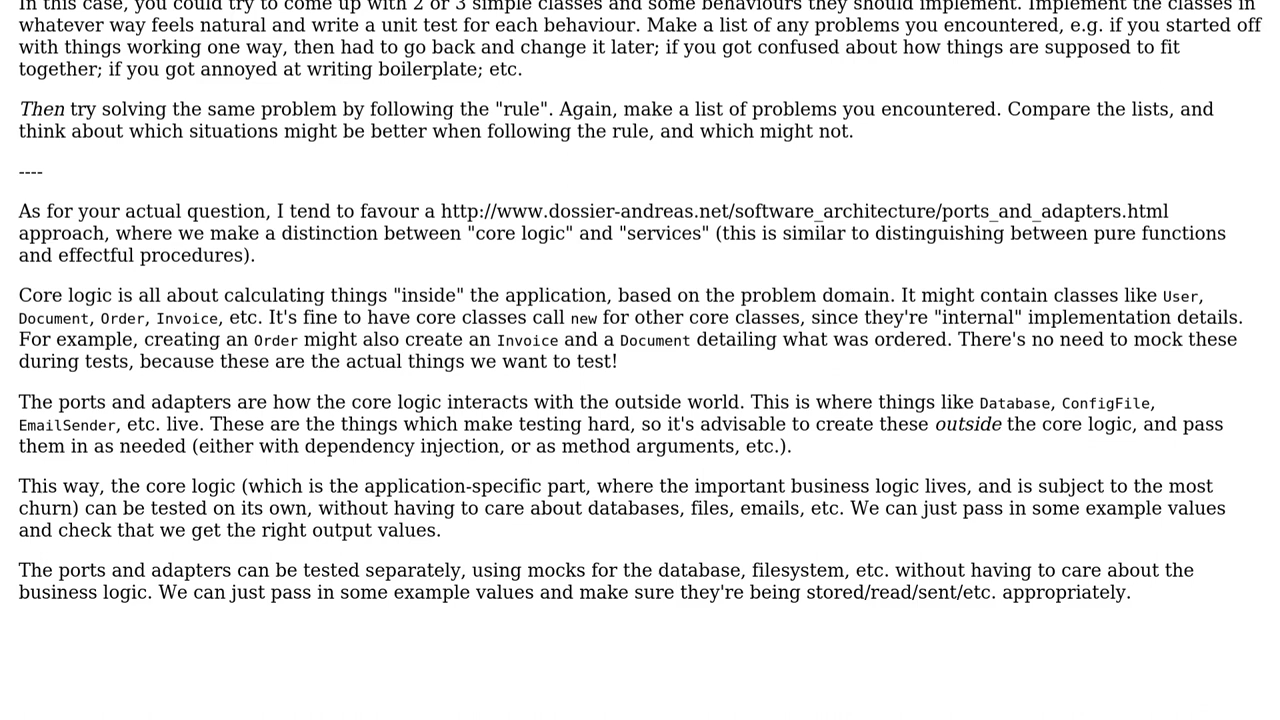 In this case, you could try to come up with 2 or 3 simple classes and some behaviours they should implement. Implement the classes in
whatever way feels natural and write a unit test for each behaviour. Make a list of any problems you encountered, e.g. if you started off
with things working one way, then had to go back and change it later; if you got confused about how things are supposed to fit
together; if you got annoyed at writing boilerplate; etc.
Then try solving the same problem by following the "rule". Again, make a list of problems you encountered. Compare the lists, and
think about which situations might be better when following the rule, and which might not.
----
As for your actual question, I tend to favour a http://www.dossier-andreas.net/software_architecture/ports_and_adapters.html
approach, where we make a distinction between "core logic" and "services" (this is similar to distinguishing between pure functions
and effectful procedures).
Core logic is all about calculating things "inside" the application, based on the problem domain. It might contain classes like User,
Document, Order, Invoice, etc. It's fine to have core classes call new for other core classes, since they're "internal" implementation details.
For example, creating an Order might also create an Invoice and a Document detailing what was ordered. There's no need to mock these
during tests, because these are the actual things we want to test!
The ports and adapters are how the core logic interacts with the outside world. This is where things like Database, ConfigFile,
EmailSender, etc. live. These are the things which make testing hard, so it's advisable to create these outside the core logic, and pass
them in as needed (either with dependency injection, or as method arguments, etc.).
This way, the core logic (which is the application-specific part, where the important business logic lives, and is subject to the most
churn) can be tested on its own, without having to care about databases, files, emails, etc. We can just pass in some example values
and check that we get the right output values.
The ports and adapters can be tested separately, using mocks for the database, filesystem, etc. without having to care about the
business logic. We can just pass in some example values and make sure they're being stored/read/sent/etc. appropriately.